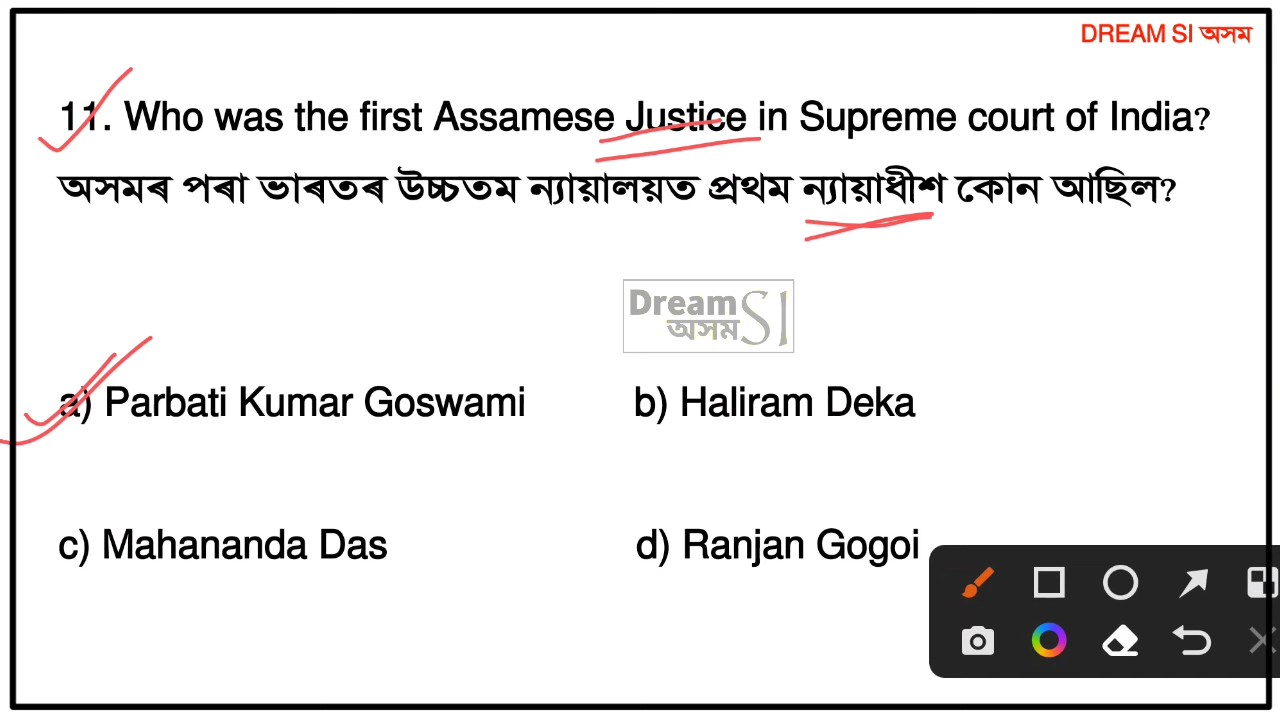 DREAM SI অসম
11. Who was the first Assamese Justice in Supreme court of India?
অসমৰ পৰা ভাৰতৰ উচ্চতম ন্যায়ালয়ত প্ৰথম ন্যায়াধীশ কোন আছিল?
Dream SI
অসম
a) Parbati Kumar Goswami
b) Haliram Deka
c) Mahananda Das
d) Ranjan Gogoi